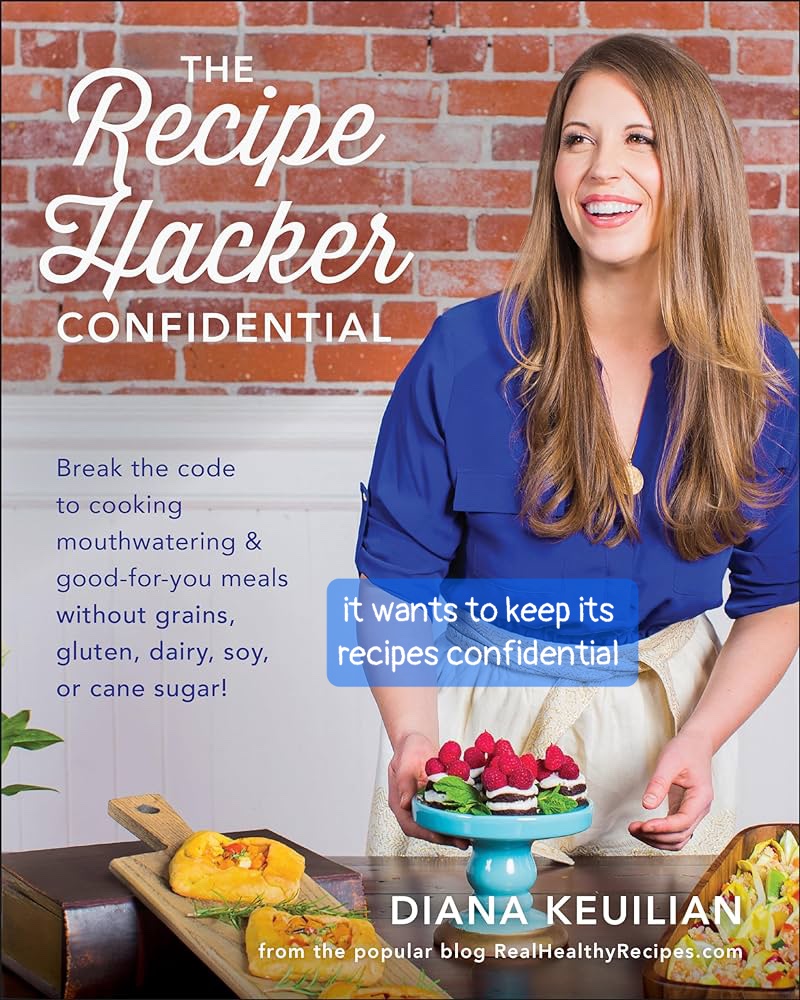 THE
Recipe
Hacker
CONFIDENTIAL
Break the code
to cooking
mouthwatering &
good-for-you meals
without grains,
gluten, dairy, soy,
or cane sugar!
it wants to keep its
recipes confidential
DIANA KEUILIAN
from the popular blog RealHealthyRecipes.com